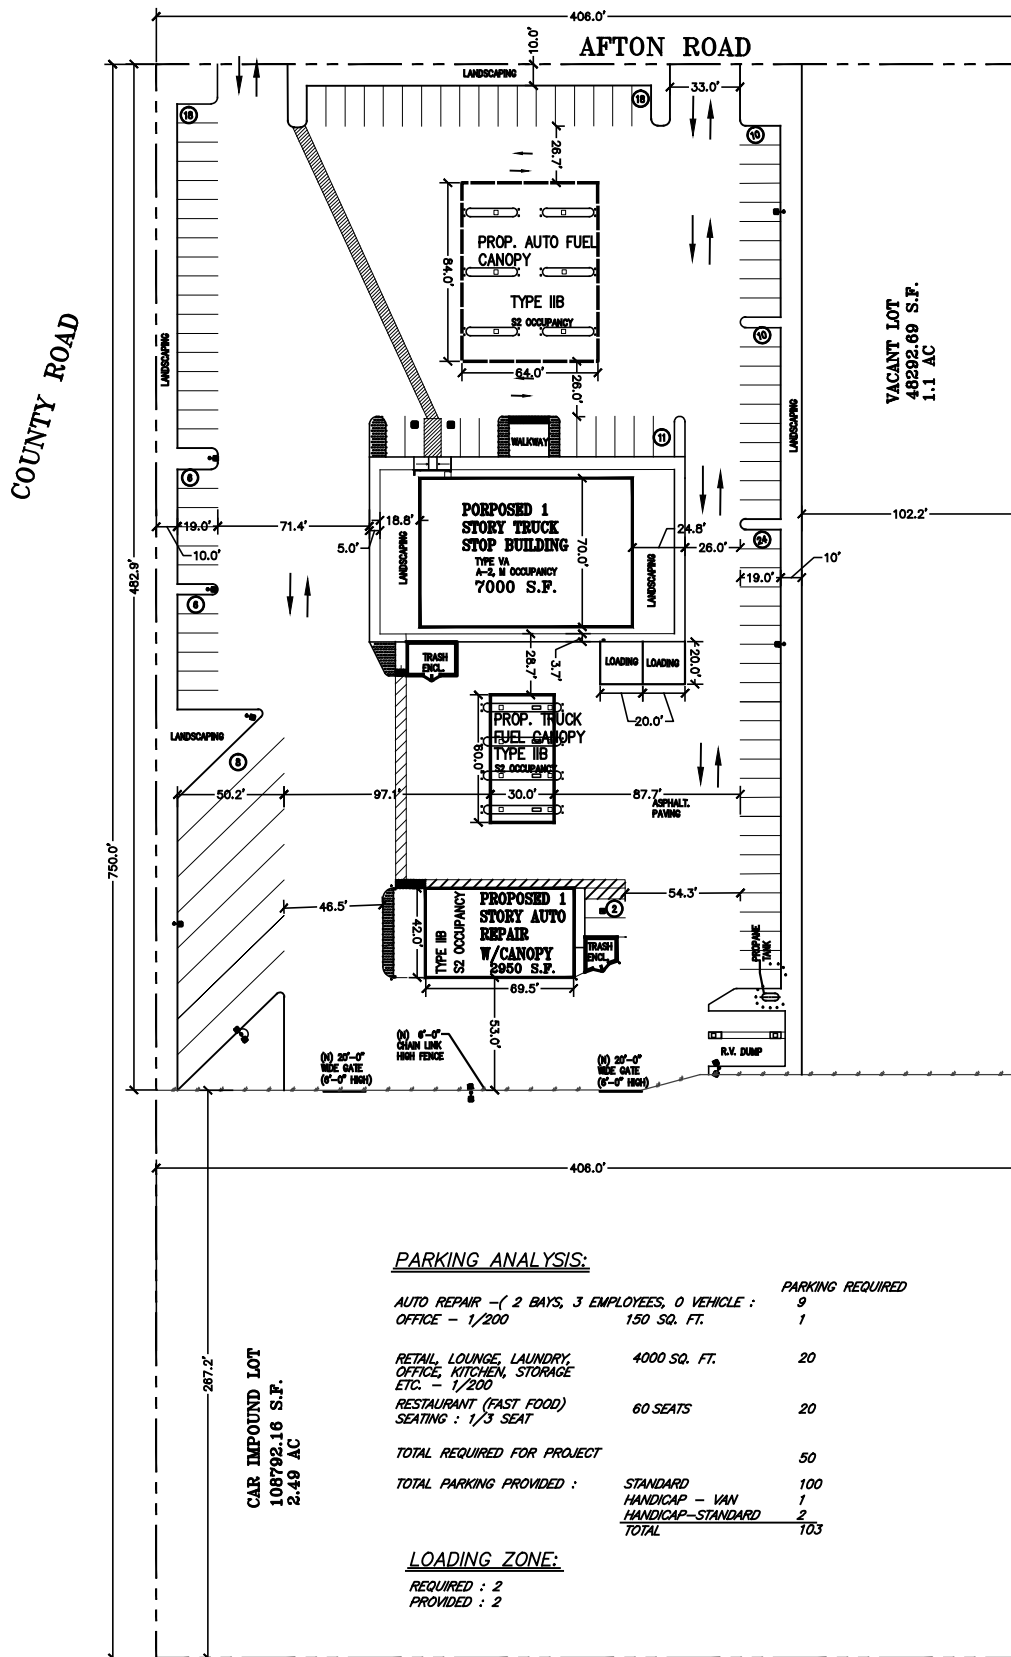 406.0'
AFTON ROAD
10.0'
LANDSCAPING
33.0'
18
18
10
26.7'
PROP. AUTO FUEL
CANOPY
TYPE IIB
S2 OCCUPANCY
84.0'
64.0'
26.0'
COUNTY ROAD
LANDSCAPING
VACANT LOT
48292.69 S.F.
1.1 AC
10
LANDSCAPING
11
WALKWAY
6
19.0'
10.0'
71.4'
5.0'
18.8'
LANDSCAPING
PORPOSED 1
STORY TRUCK
STOP BUILDING
TYPE VA
A-2, M OCCUPANCY
7000 S.F.
70.0'
24.8'
LANDSCAPING
26.0'
24
19.0'
10'
102.2'
482.9'
6
TRASH
ENCL.
28.7'
3.7'
LOADING
LOADING
20.0'
20.0'
LANDSCAPING
8
PROP. TRUCK
FUEL CANOPY
TYPE IIB
S2 OCCUPANCY
60.0'
50.2'
97.1'
30.0'
87.7'
ASPHALT.
PAVING
750.0'
46.5'
42.0'
TYPE IIB
S2 OCCUPANCY
PROPOSED 1
STORY AUTO
REPAIR
W/CANOPY
2950 S.F.
69.5'
2
54.3'
TRASH
ENCL.
PROPANE
TANK
53.0'
(N) 6'-0"
CHAIN LINK
HIGH FENCE
(N) 20'-0"
WIDE GATE
(6'-0" HIGH)
(N) 20'-0"
WIDE GATE
(6'-0" HIGH)
R.V. DUMP
406.0'
267.2'
CAR IMPOUND LOT
108792.16 S.F.
2.49 AC
PARKING ANALYSIS:
PARKING REQUIRED
AUTO REPAIR -( 2 BAYS, 3 EMPLOYEES, 0 VEHICLE : 9
OFFICE - 1/200 150 SQ. FT. 1
RETAIL, LOUNGE, LAUNDRY, 4000 SQ. FT. 20
OFFICE, KITCHEN, STORAGE
ETC. - 1/200
RESTAURANT (FAST FOOD) 60 SEATS 20
SEATING : 1/3 SEAT
TOTAL REQUIRED FOR PROJECT 50
TOTAL PARKING PROVIDED : STANDARD 100
HANDICAP - VAN 1
HANDICAP-STANDARD 2
TOTAL 103
LOADING ZONE:
REQUIRED : 2
PROVIDED : 2